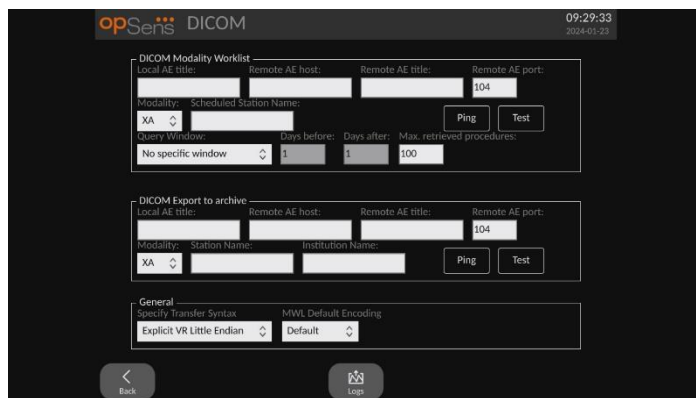 opSens DICOM 09:29:33
2024-01-23
DICOM Modality Worklist
Local AE title: Remote AE host: Remote AE title: Remote AE port:
104
Modality: Scheduled Station Name:
XA Ping Test
Query Window: Days before: Days after: Max. retrieved procedures:
No specific window 1 1 100
DICOM Export to archive
Local AE title: Remote AE host: Remote AE title: Remote AE port:
104
Modality: Station Name: Institution Name:
XA Ping Test
General
Specify Transfer Syntax MWL Default Encoding
Explicit VR Little Endian Default
Back Logs